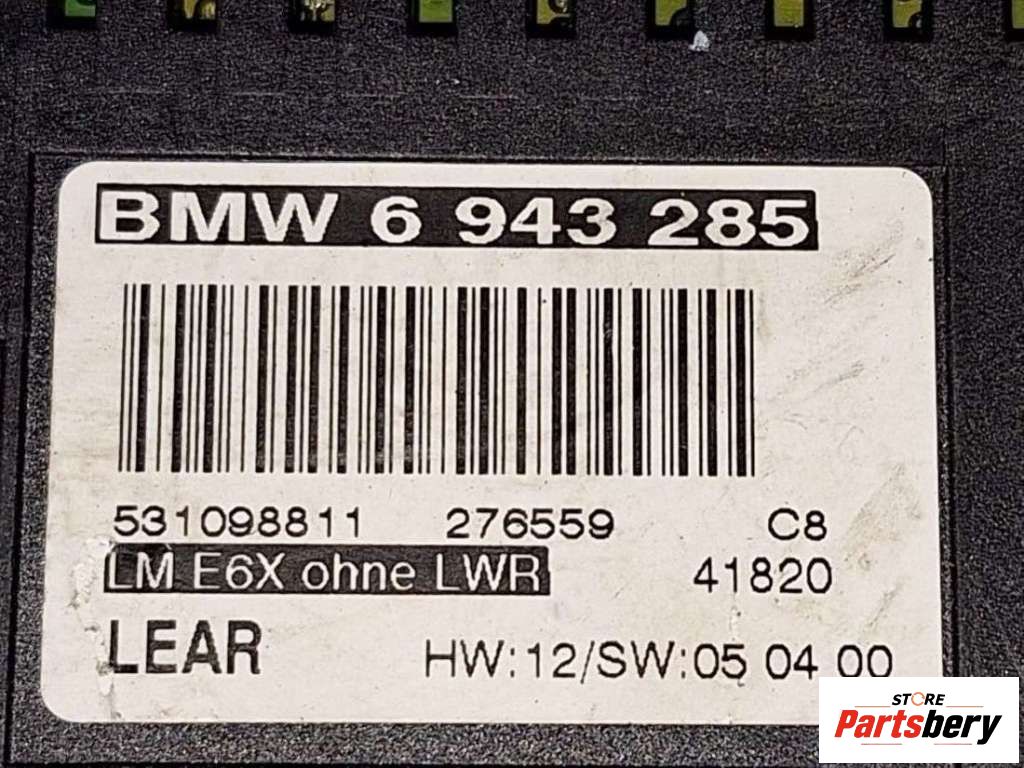 BMW 6 943 285
531098811 276559 C8
LM E6X ohne LWR 41820
LEAR HW:12/SW:05 04 00
STORE
Partsbery